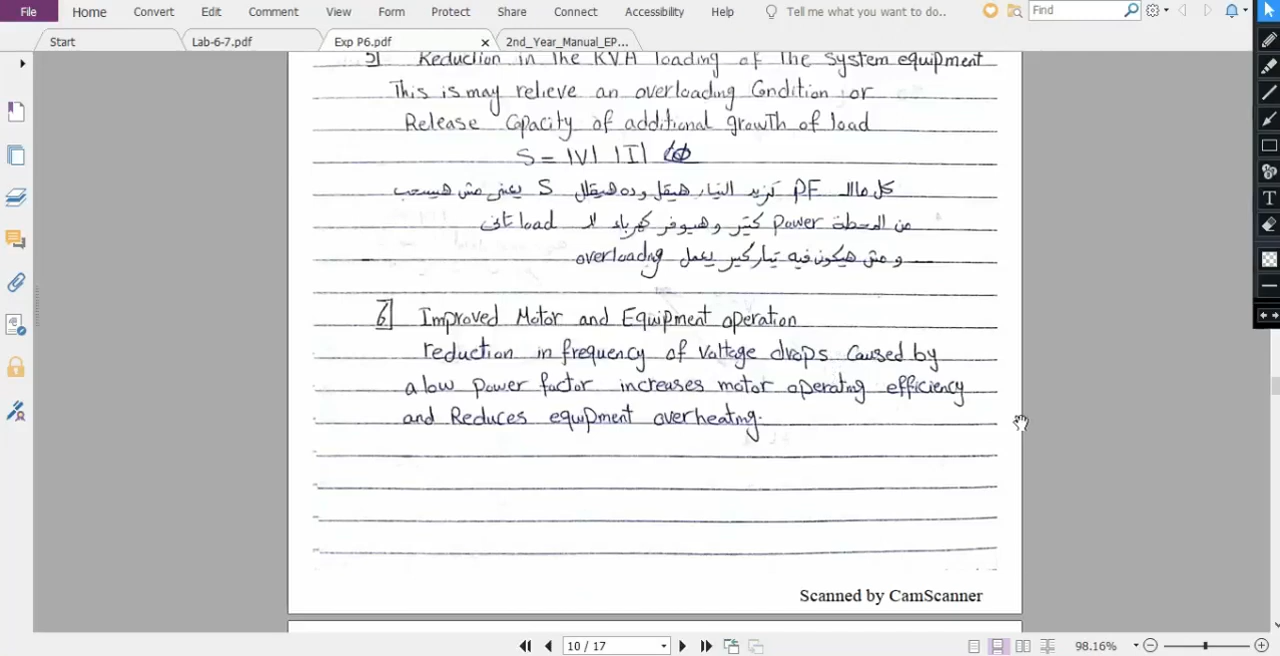 File Home Convert Edit Comment View Form Protect Share Connect Accessibility Help Tell me what you want to do.. Find
Start Lab-6-7.pdf Exp P6.pdf 2nd_Year_Manual_EP...
5] Reduction in the KVA loading of the system equipment
This is may relieve an overloading Condition or
Release Capacity of additional growth of load
S = |V| |I|
كل مالـ PF تزيد التيار هيقل وده هيقلل S يعني مش هيسحب
من المحطة power كتير وهيوفر كهرباء لـ load تاني
ومش هيكون فيه تيار كبير يعمل overloading
6] Improved Motor and Equipment operation
reduction in frequency of Voltage drops Caused by
a low power factor increases motor operating efficiency
and Reduces equipment overheating.
Scanned by CamScanner
10 / 17 98.16%